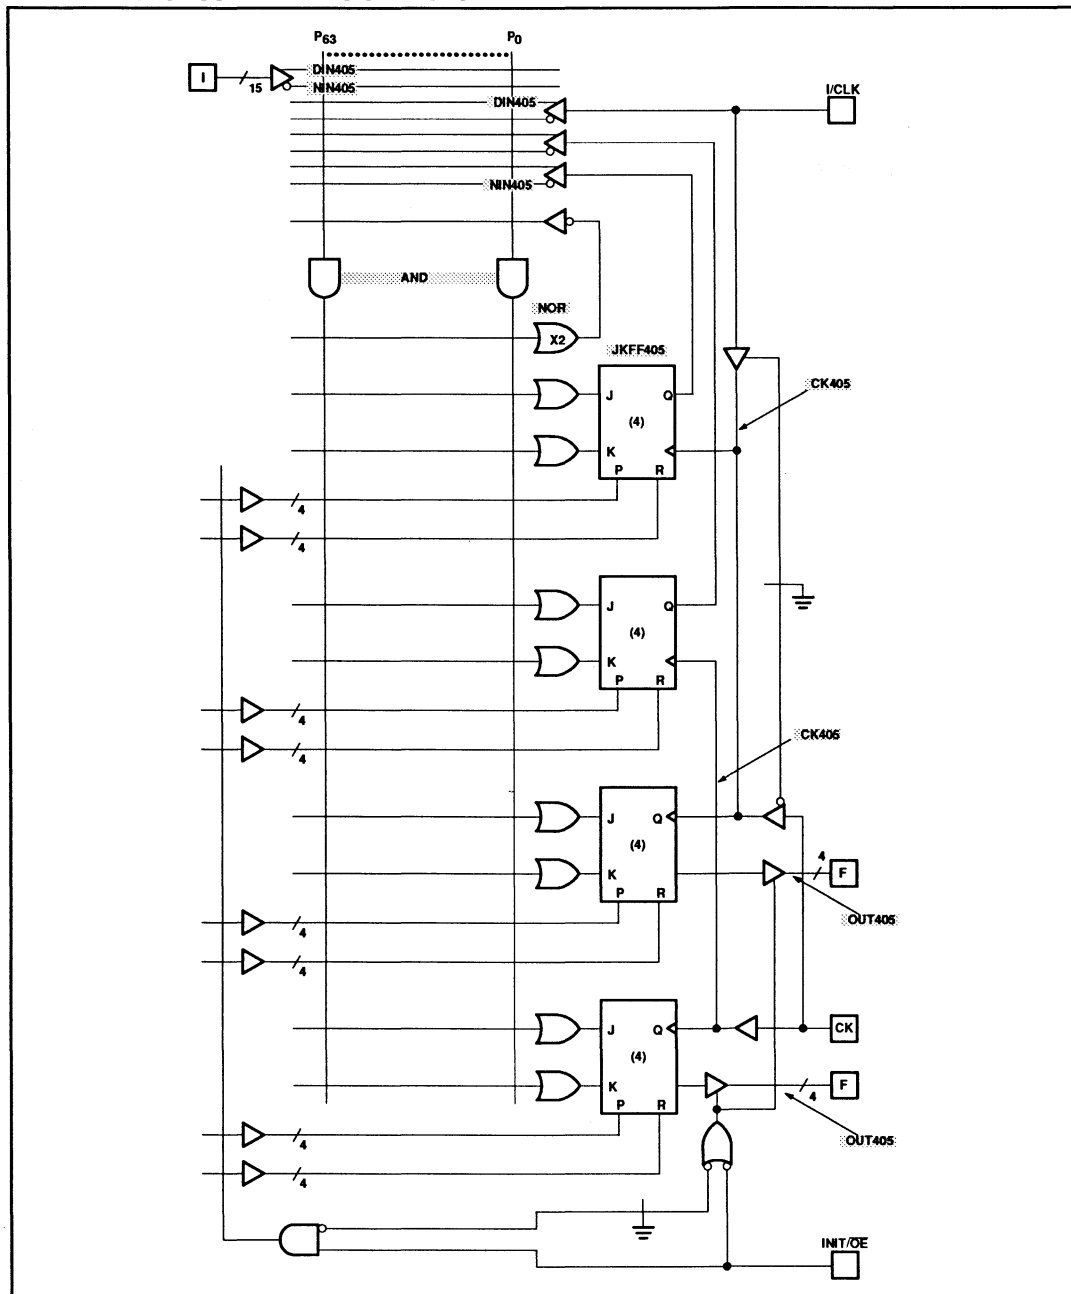 P63 P0
I 15 DIN405
NIN405
I/CLK
DIN405
NIN405
AND
NOR
X2
JKFF405
J Q
(4)
CK405
K
P R
4
4
J Q
(4)
K
P R
4
4
CK405
J Q
(4)
4
K F
P R
OUT405
4
4
J Q CK
(4)
K F
4
P R
OUT405
4
4
INIT/O̅E̅